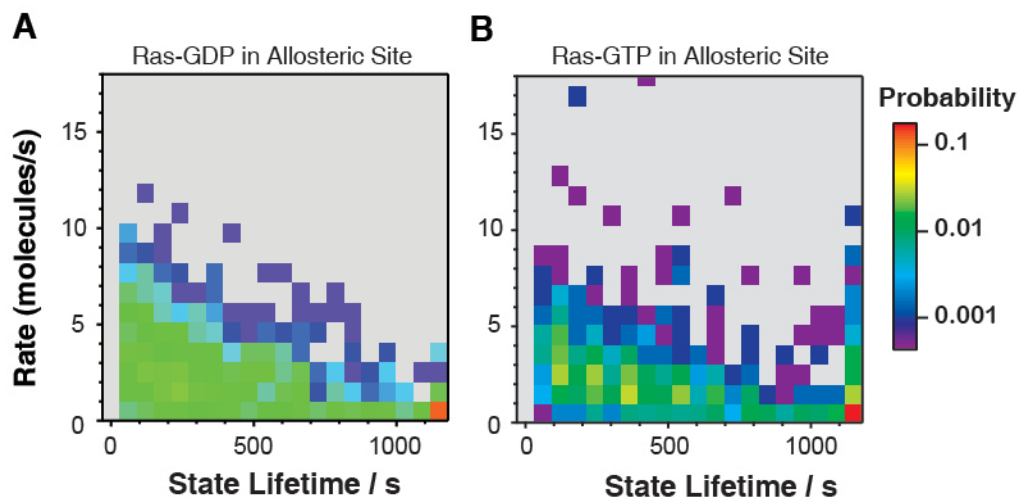 A
Ras-GDP in Allosteric Site
Rate (molecules/s)
15
10
5
0
0
500
1000
State Lifetime / s
B
Ras-GTP in Allosteric Site
15
10
5
0
0
500
1000
State Lifetime / s
Probability
0.1
0.01
0.001